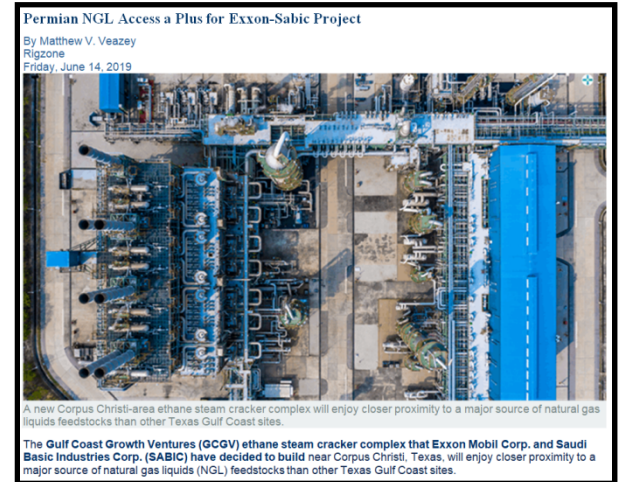 Permian NGL Access a Plus for Exxon-Sabic Project
By Matthew V. Veazey
Rigzone
Friday, June 14, 2019
A new Corpus Christi-area ethane steam cracker complex will enjoy closer proximity to a major source of natural gas
liquids feedstocks than other Texas Gulf Coast sites.
The Gulf Coast Growth Ventures (GCGV) ethane steam cracker complex that Exxon Mobil Corp. and Saudi
Basic Industries Corp. (SABIC) have decided to build near Corpus Christi, Texas, will enjoy closer proximity to a
major source of natural gas liquids (NGL) feedstocks than other Texas Gulf Coast sites.